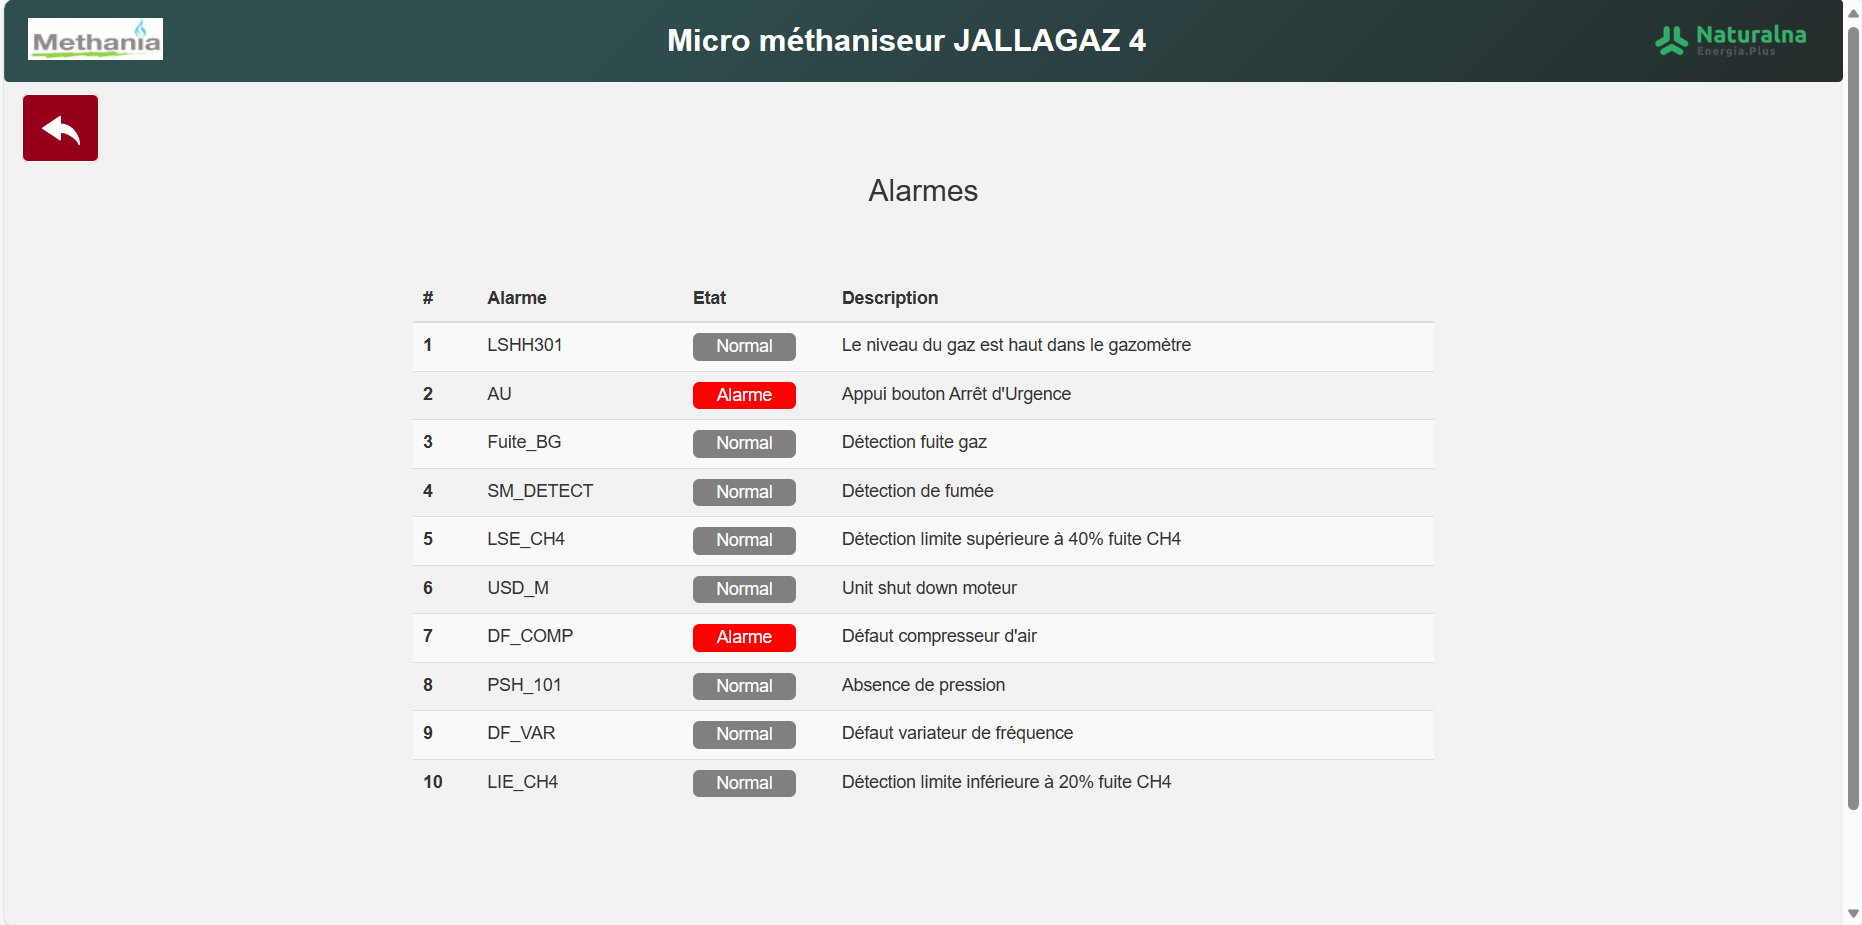 Methania
Micro méthaniseur JALLAGAZ 4
Naturalna
Energia.Plus
Alarmes
# Alarme Etat Description
1 LSHH301 Normal Le niveau du gaz est haut dans le gazomètre
2 AU Alarme Appui bouton Arrêt d'Urgence
3 Fuite_BG Normal Détection fuite gaz
4 SM_DETECT Normal Détection de fumée
5 LSE_CH4 Normal Détection limite supérieure à 40% fuite CH4
6 USD_M Normal Unit shut down moteur
7 DF_COMP Alarme Défaut compresseur d'air
8 PSH_101 Normal Absence de pression
9 DF_VAR Normal Défaut variateur de fréquence
10 LIE_CH4 Normal Détection limite inférieure à 20% fuite CH4